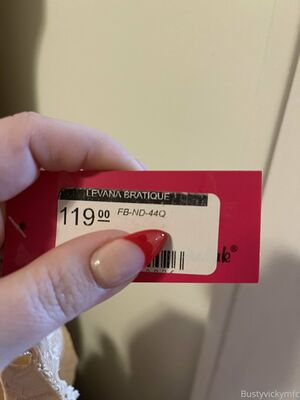 LEVANA BRATIQUE
119.00 FB-ND-44Q
Bustyvickymfc